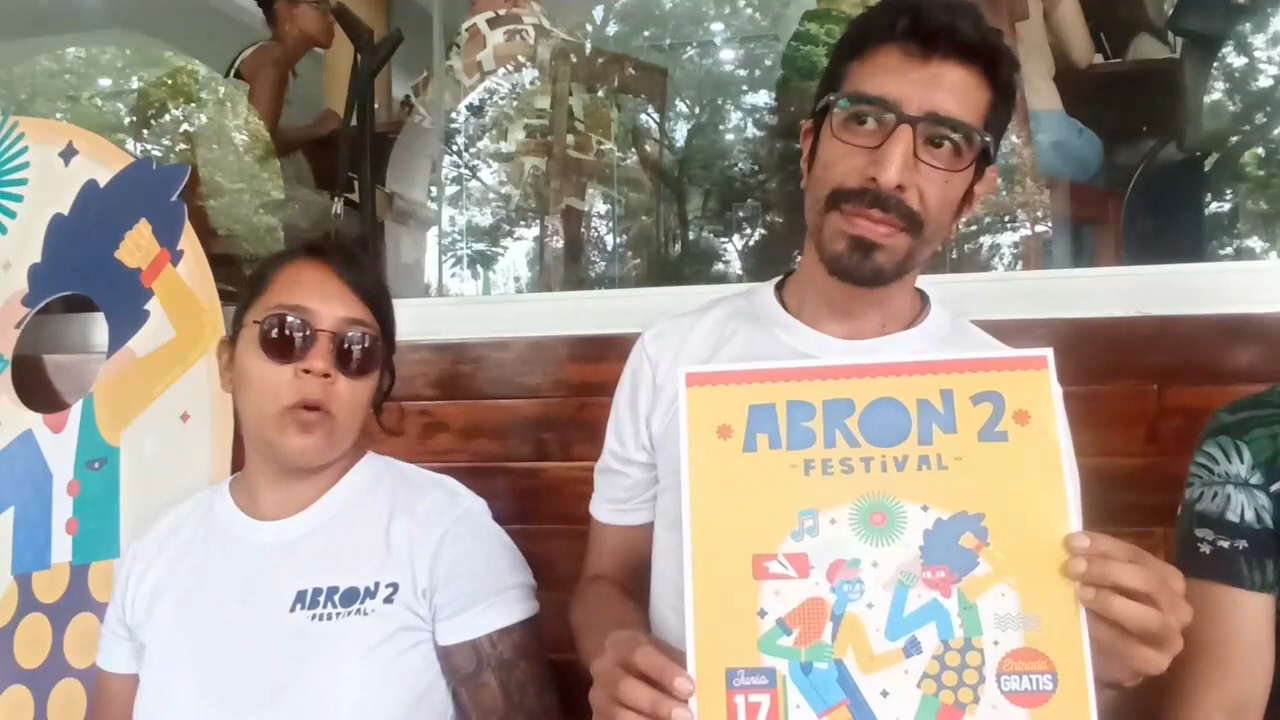 ABRON 2
FESTiVAL
ABRON 2
FESTiVAL
Entrada
GRATIS
Junio
17